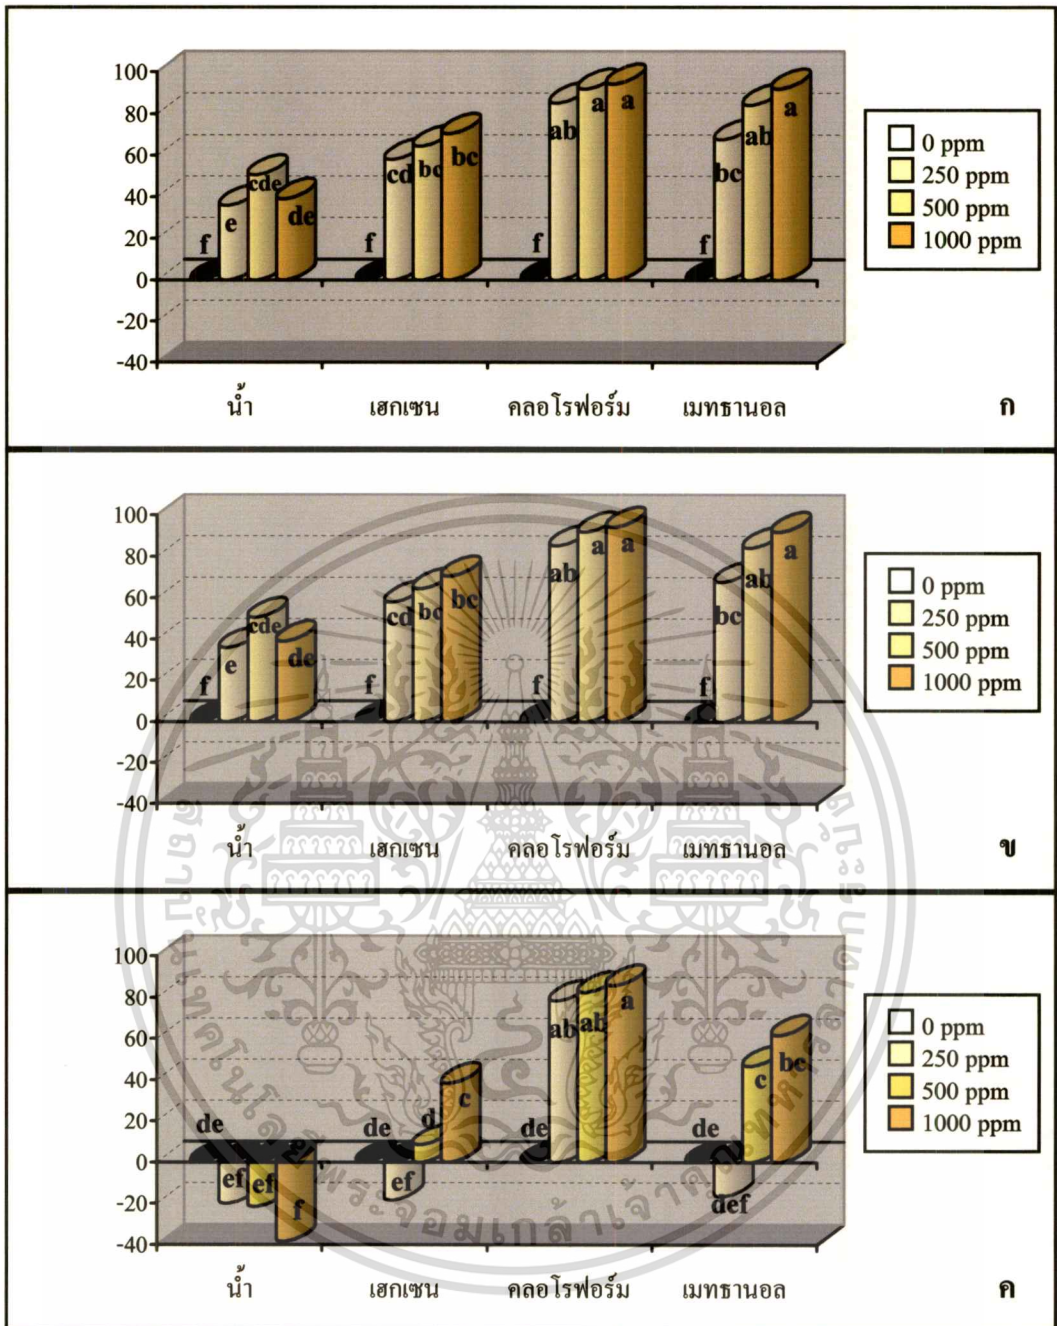 100
80
60
40
20
0
-20
-40
f e cde de
f cd bc bc
f ab a a
f bc ab a
0 ppm
250 ppm
500 ppm
1000 ppm
น้ำ เฮกเซน คลอโรฟอร์ม เมทธานอล ก
100
80
60
40
20
0
-20
-40
f e cde de
f cd bc bc
f ab a a
f bc ab a
0 ppm
250 ppm
500 ppm
1000 ppm
น้ำ เฮกเซน คลอโรฟอร์ม เมทธานอล ข
100
80
60
40
20
0
-20
-40
de ef ef f
de ef d c
de ab ab a
de def c bc
0 ppm
250 ppm
500 ppm
1000 ppm
น้ำ เฮกเซน คลอโรฟอร์ม เมทธานอล ค